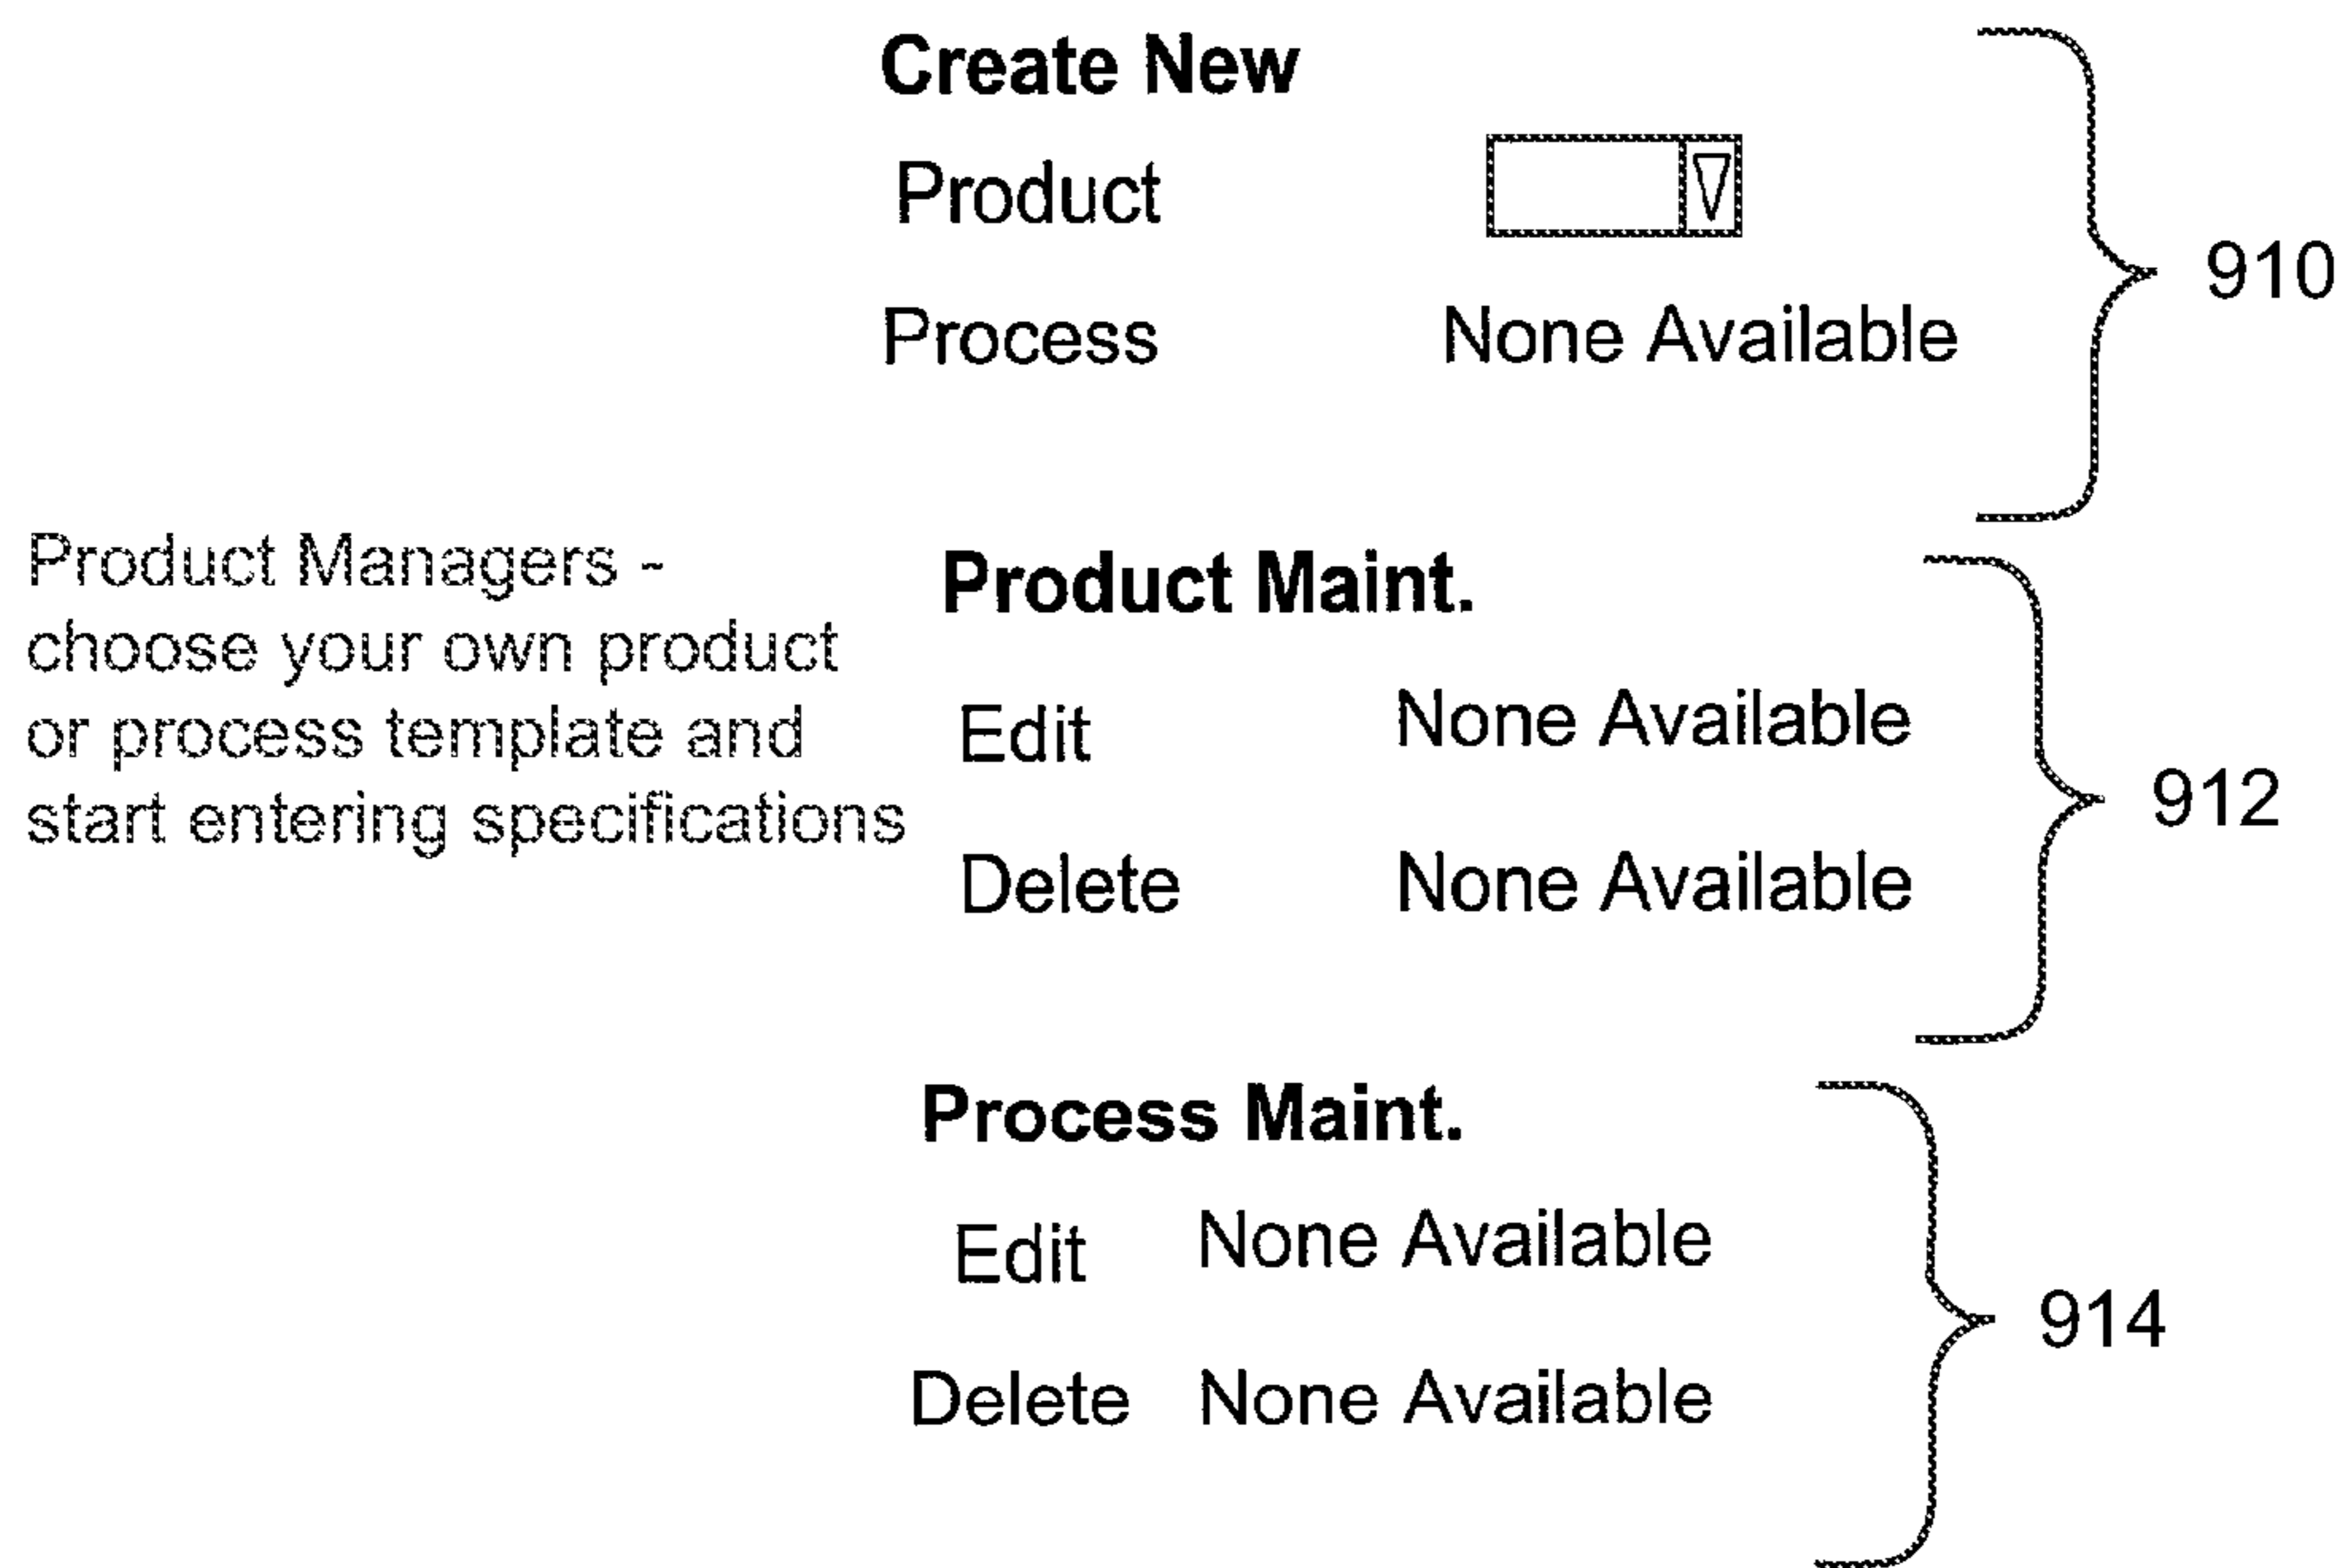 Create New
Product
Process None Available
910
Product Managers -
choose your own product
or process template and
start entering specifications
Product Maint.
Edit None Available
Delete None Available
912
Process Maint.
Edit None Available
Delete None Available
914